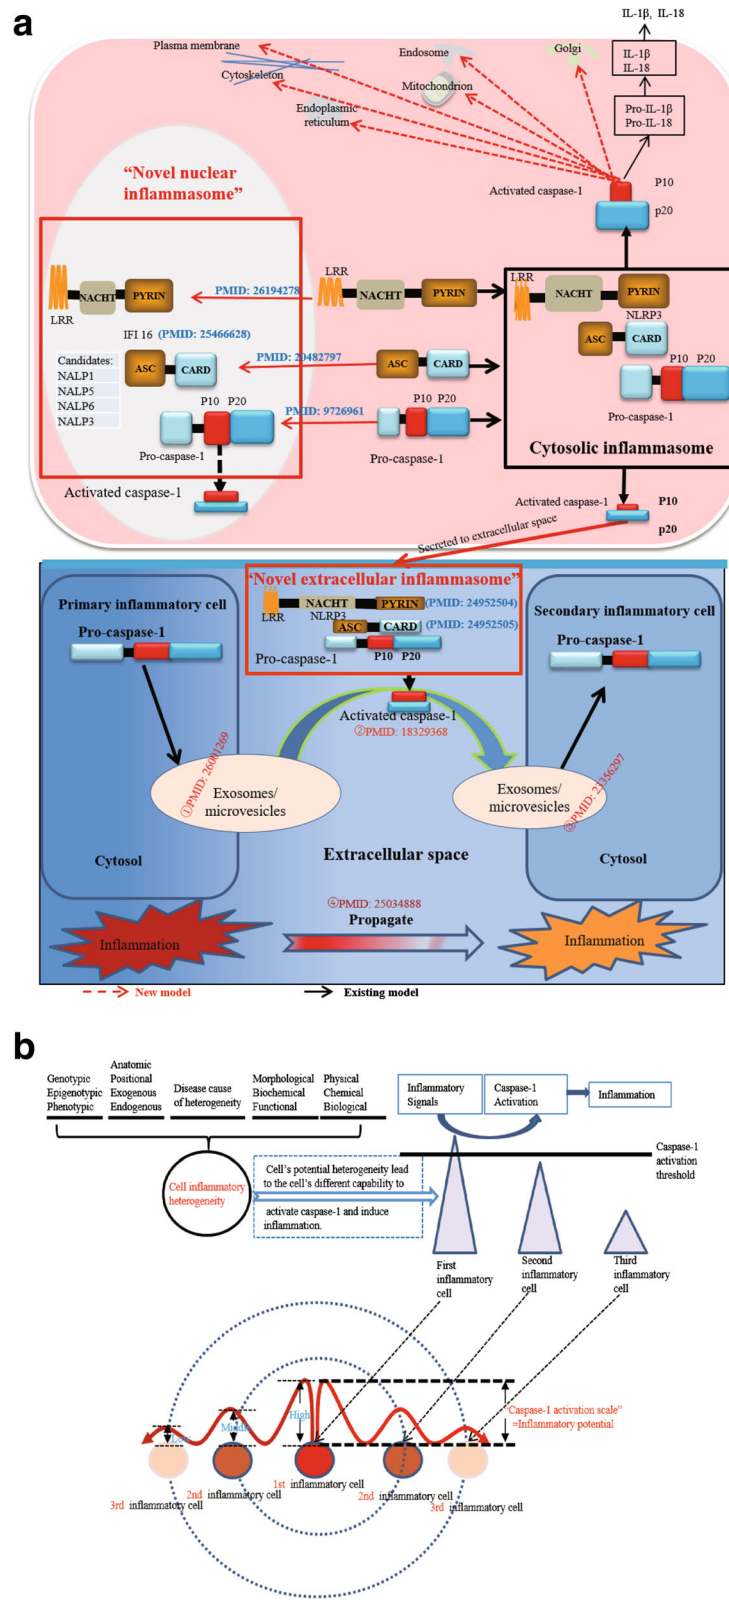 a
IL-1β, IL-18
Plasma membrane
Endosome
Golgi
IL-1β
IL-18
Cytoskeleton
Mitochondrion
Endoplasmic
reticulum
Pro-IL-1β
Pro-IL-18
“Novel nuclear
inflammasome”
Activated caspase-1
P10
p20
LRR
NACHT
PYRIN
PMID: 26194278
LRR
NACHT
PYRIN
LRR
NACHT
PYRIN
NLRP3
IFI 16 (PMID: 25466628)
Candidates:
NALP1
NALP5
NALP6
NALP3
ASC
CARD
PMID: 20482797
ASC
CARD
ASC
CARD
P10 P20
PMID: 9726961
P10 P20
P10 P20
Pro-caspase-1
Pro-caspase-1
Pro-caspase-1
Cytosolic inflammasome
Activated caspase-1
Activated caspase-1
P10
p20
Secreted to extracellular space
“Novel extracellular inflammasome”
Primary inflammatory cell
Pro-caspase-1
LRR
NACHT
NLRP3
PYRIN
(PMID: 24952504)
ASC
CARD
(PMID: 24952505)
Pro-caspase-1
P10 P20
Secondary inflammatory cell
Pro-caspase-1
Activated caspase-1
②PMID: 18329368
①PMID: 26001269
Exosomes/
microvesicles
Exosomes/
microvesicles
③PMID: 23356297
Cytosol
Extracellular space
Cytosol
④PMID: 25034888
Propagate
Inflammation
Inflammation
New model
Existing model
b
Genotypic
Epigenotypic
Phenotypic
Anatomic
Positional
Exogenous
Endogenous
Disease cause
of heterogeneity
Morphological
Biochemical
Functional
Physical
Chemical
Biological
Inflammatory
Signals
Caspase-1
Activation
Inflammation
Caspase-1
activation
threshold
Cell inflammatory
heterogeneity
Cell’s potential heterogeneity lead
to the cell’s different capability to
activate caspase-1 and induce
inflammation.
First
inflammatory
cell
Second
inflammatory
cell
Third
inflammatory
cell
Low
Middle
High
“Caspase-1 activation scale”
=Inflammatory potential
3rd inflammatory cell
2nd inflammatory cell
1st inflammatory cell
2nd inflammatory cell
3rd inflammatory cell